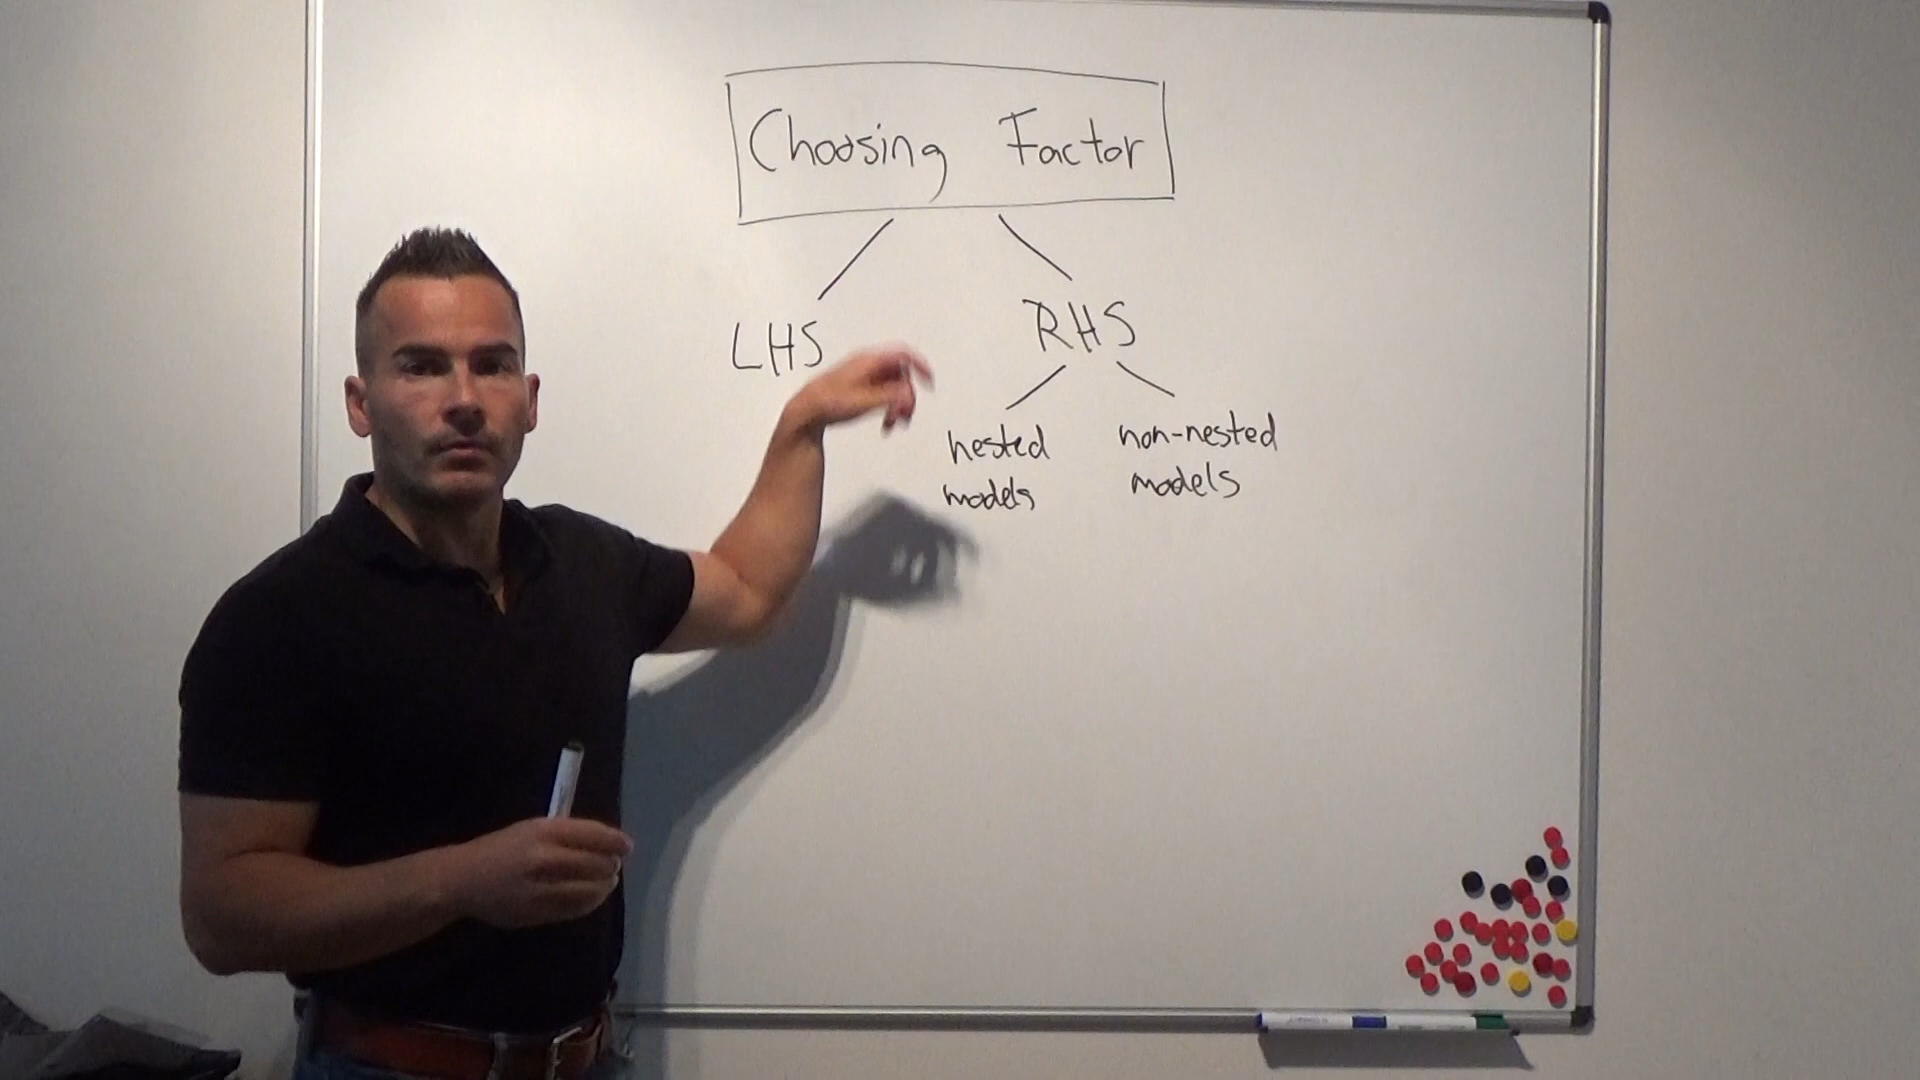 Choosing Factor
LHS
RHS
nested
models
non-nested
models